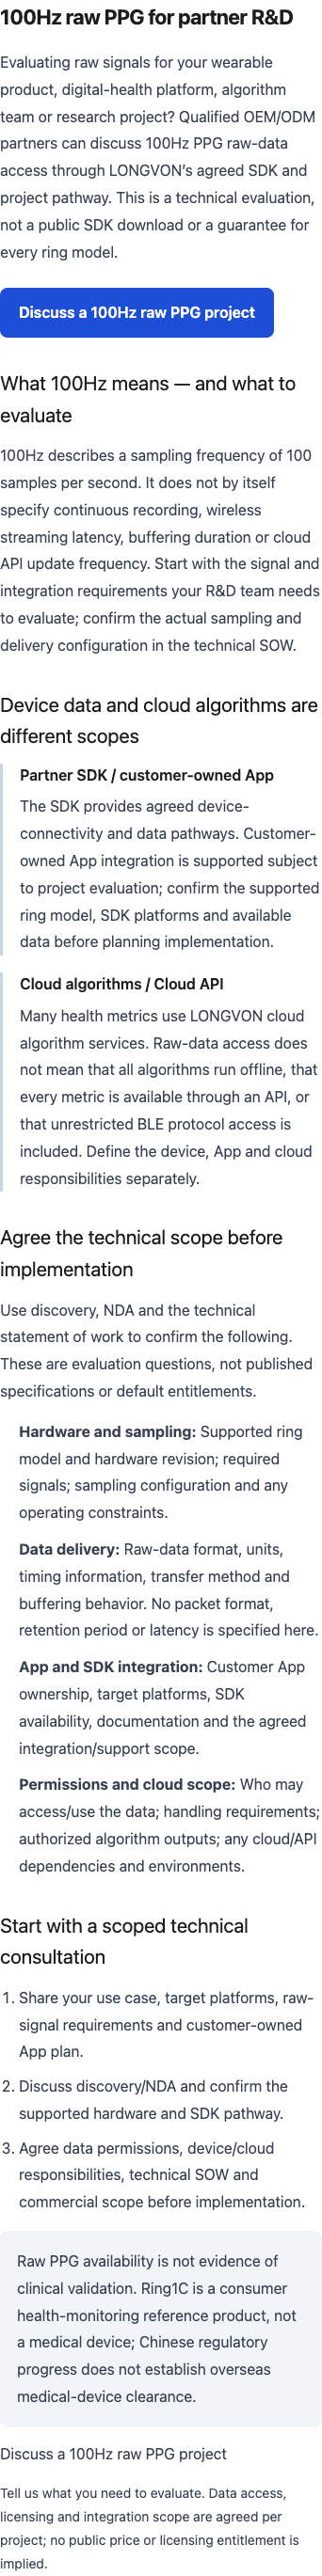 100Hz raw PPG for partner R&D
Evaluating raw signals for your wearable
product, digital-health platform, algorithm
team or research project? Qualified OEM/ODM
partners can discuss 100Hz PPG raw-data
access through LONGVON’s agreed SDK and
project pathway. This is a technical evaluation,
not a public SDK download or a guarantee for
every ring model.
Discuss a 100Hz raw PPG project
What 100Hz means — and what to
evaluate
100Hz describes a sampling frequency of 100
samples per second. It does not by itself
specify continuous recording, wireless
streaming latency, buffering duration or cloud
API update frequency. Start with the signal and
integration requirements your R&D team needs
to evaluate; confirm the actual sampling and
delivery configuration in the technical SOW.
Device data and cloud algorithms are
different scopes
Partner SDK / customer-owned App
The SDK provides agreed device-
connectivity and data pathways. Customer-
owned App integration is supported subject
to project evaluation; confirm the supported
ring model, SDK platforms and available
data before planning implementation.
Cloud algorithms / Cloud API
Many health metrics use LONGVON cloud
algorithm services. Raw-data access does
not mean that all algorithms run offline, that
every metric is available through an API, or
that unrestricted BLE protocol access is
included. Define the device, App and cloud
responsibilities separately.
Agree the technical scope before
implementation
Use discovery, NDA and the technical
statement of work to confirm the following.
These are evaluation questions, not published
specifications or default entitlements.
Hardware and sampling: Supported ring
model and hardware revision; required
signals; sampling configuration and any
operating constraints.
Data delivery: Raw-data format, units,
timing information, transfer method and
buffering behavior. No packet format,
retention period or latency is specified here.
App and SDK integration: Customer App
ownership, target platforms, SDK
availability, documentation and the agreed
integration/support scope.
Permissions and cloud scope: Who may
access/use the data; handling requirements;
authorized algorithm outputs; any cloud/API
dependencies and environments.
Start with a scoped technical
consultation
1. Share your use case, target platforms, raw-
signal requirements and customer-owned
App plan.
2. Discuss discovery/NDA and confirm the
supported hardware and SDK pathway.
3. Agree data permissions, device/cloud
responsibilities, technical SOW and
commercial scope before implementation.
Raw PPG availability is not evidence of
clinical validation. Ring1C is a consumer
health-monitoring reference product, not
a medical device; Chinese regulatory
progress does not establish overseas
medical-device clearance.
Discuss a 100Hz raw PPG project
Tell us what you need to evaluate. Data access,
licensing and integration scope are agreed per
project; no public price or licensing entitlement is
implied.